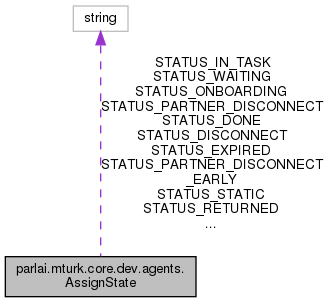 string
STATUS_IN_TASK
STATUS_WAITING
STATUS_ONBOARDING
STATUS_PARTNER_DISCONNECT
STATUS_DONE
STATUS_DISCONNECT
STATUS_EXPIRED
STATUS_PARTNER_DISCONNECT
_EARLY
STATUS_STATIC
STATUS_RETURNED
...
parlai.mturk.core.dev.agents.
AssignState